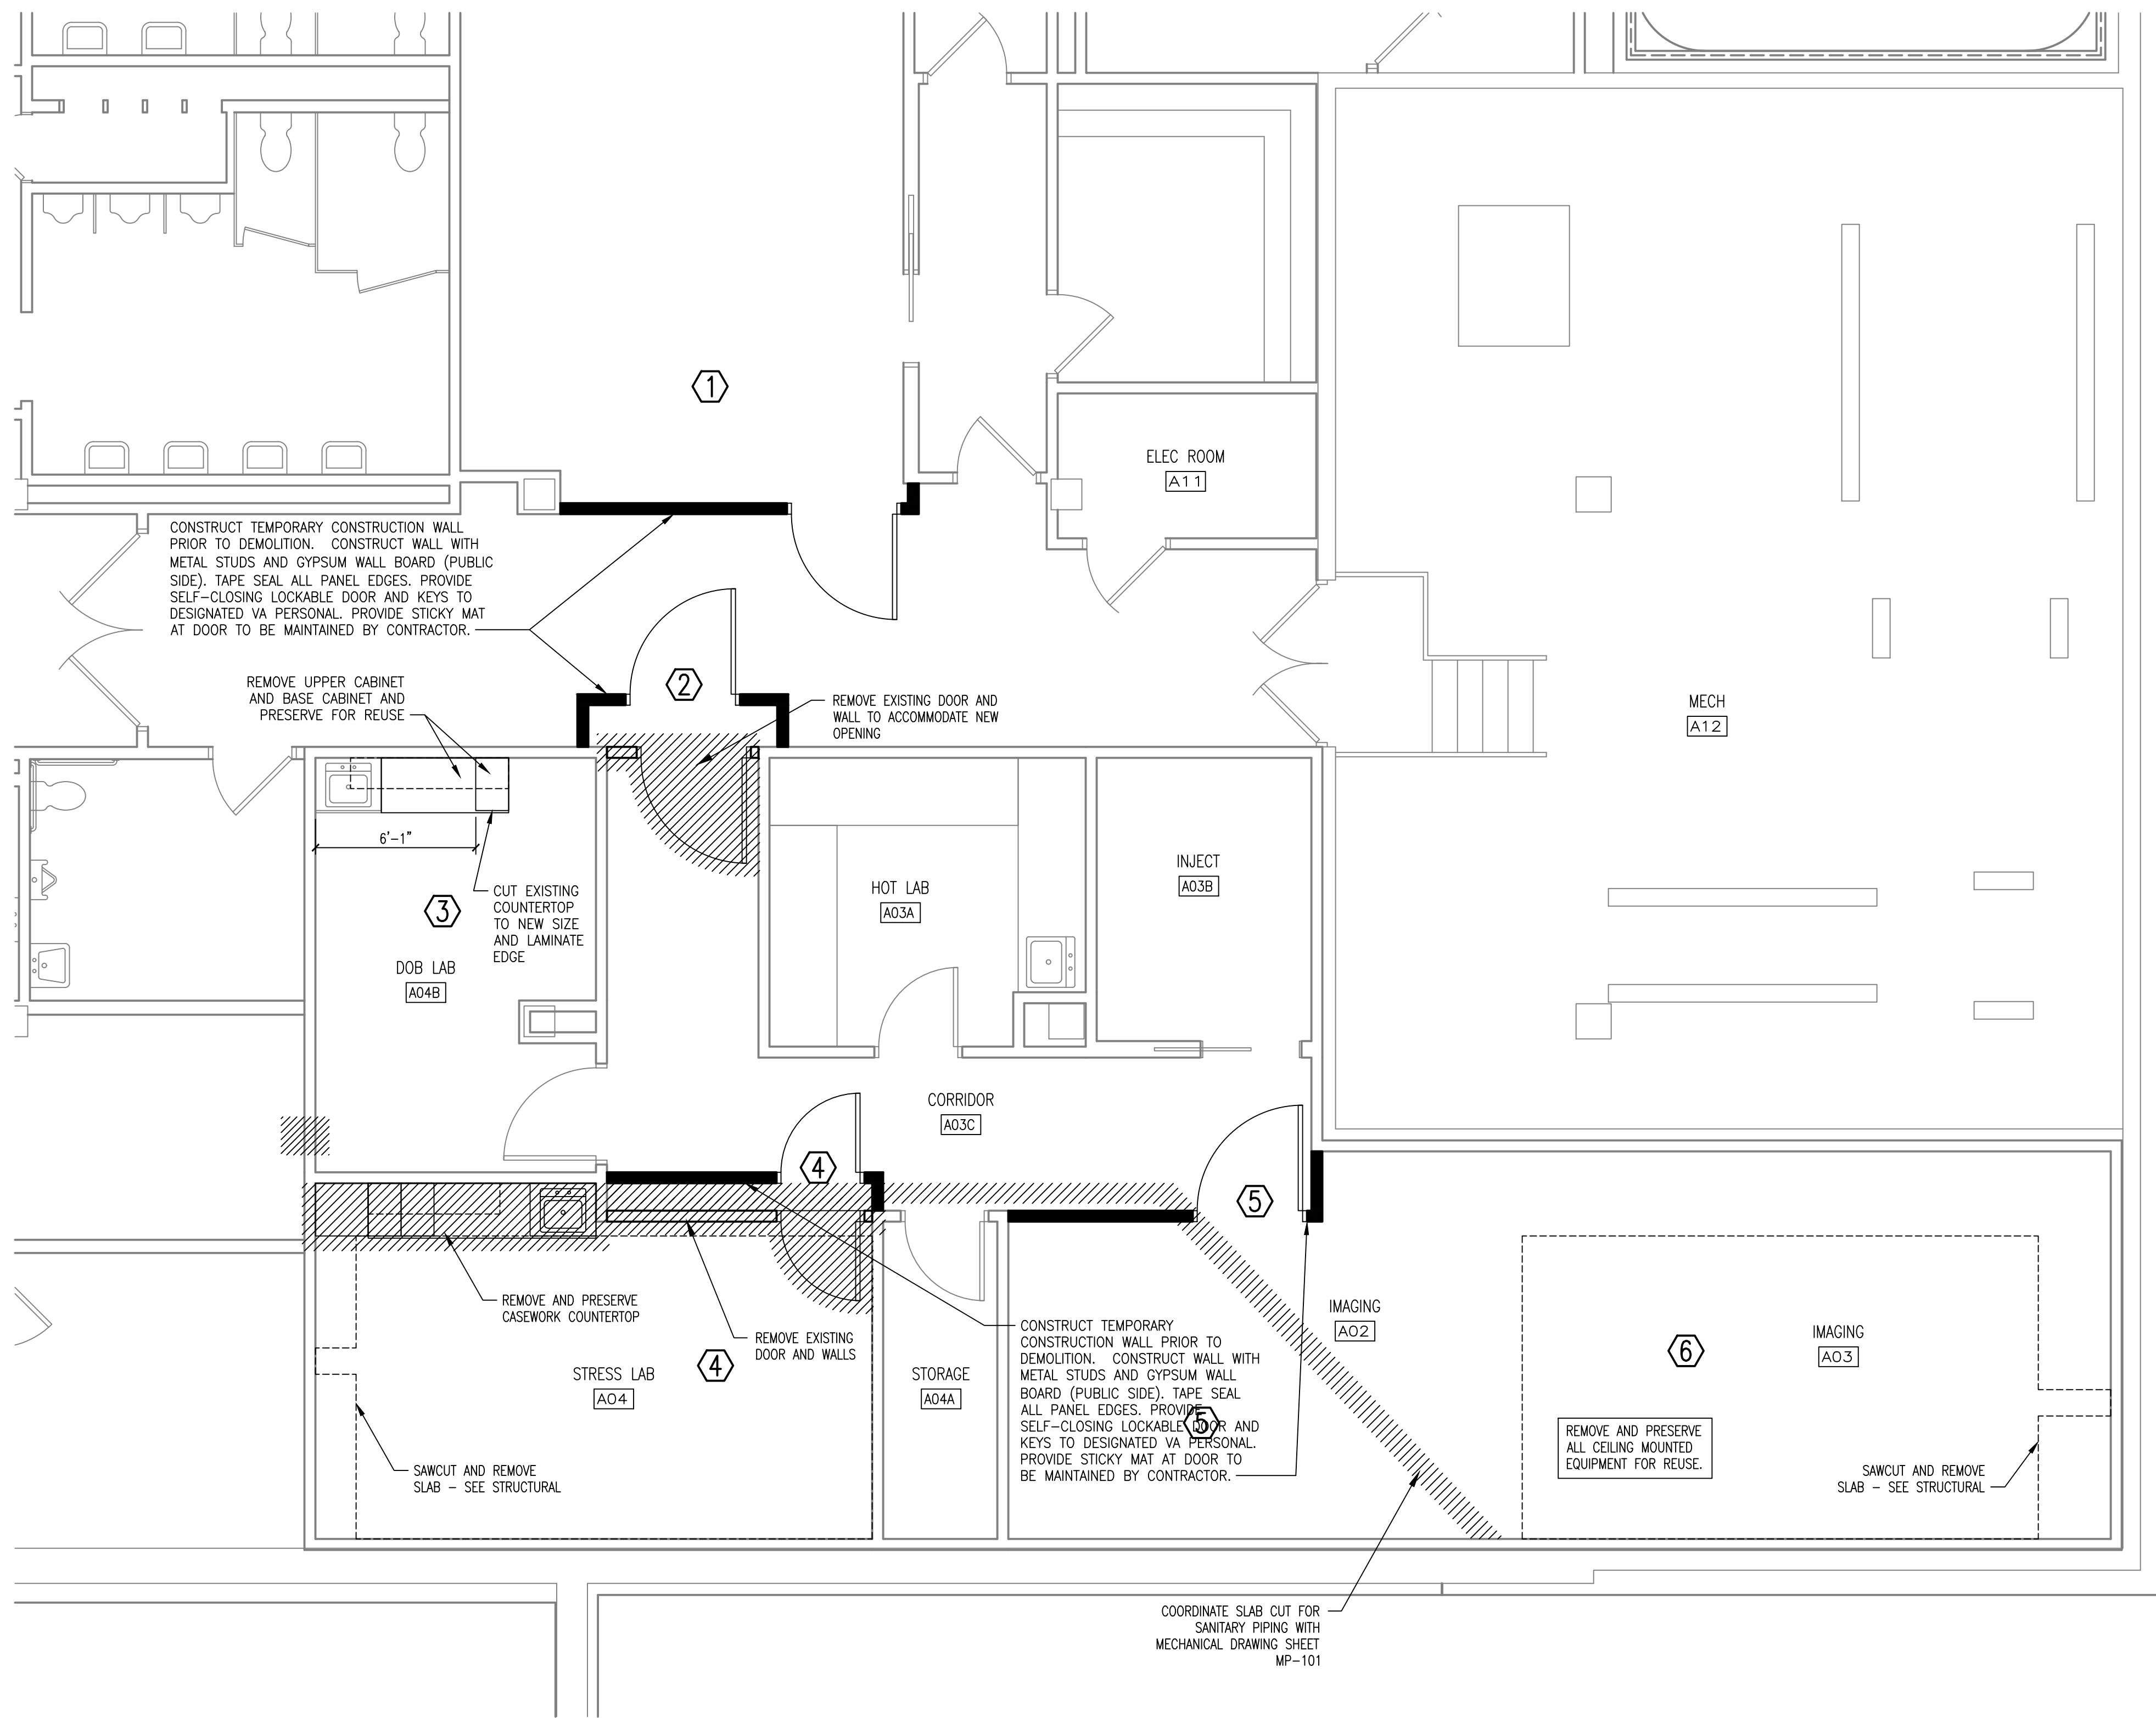 1
ELEC ROOM
A11
CONSTRUCT TEMPORARY CONSTRUCTION WALL
PRIOR TO DEMOLITION. CONSTRUCT WALL WITH
METAL STUDS AND GYPSUM WALL BOARD (PUBLIC
SIDE). TAPE SEAL ALL PANEL EDGES. PROVIDE
SELF-CLOSING LOCKABLE DOOR AND KEYS TO
DESIGNATED VA PERSONAL. PROVIDE STICKY MAT
AT DOOR TO BE MAINTAINED BY CONTRACTOR.
REMOVE UPPER CABINET
AND BASE CABINET AND
PRESERVE FOR REUSE
2
REMOVE EXISTING DOOR AND
WALL TO ACCOMMODATE NEW
OPENING
MECH
A12
6'-1"
CUT EXISTING
COUNTERTOP
TO NEW SIZE
AND LAMINATE
EDGE
3
DOB LAB
A04B
HOT LAB
A03A
INJECT
A03B
CORRIDOR
A03C
4
5
REMOVE AND PRESERVE
CASEWORK COUNTERTOP
REMOVE EXISTING
DOOR AND WALLS
4
STRESS LAB
A04
STORAGE
A04A
CONSTRUCT TEMPORARY
CONSTRUCTION WALL PRIOR TO
DEMOLITION. CONSTRUCT WALL WITH
METAL STUDS AND GYPSUM WALL
BOARD (PUBLIC SIDE). TAPE SEAL
ALL PANEL EDGES. PROVIDE
SELF-CLOSING LOCKABLE DOOR AND
KEYS TO DESIGNATED VA PERSONAL.
PROVIDE STICKY MAT AT DOOR TO
BE MAINTAINED BY CONTRACTOR.
5
IMAGING
A02
6
IMAGING
A03
REMOVE AND PRESERVE
ALL CEILING MOUNTED
EQUIPMENT FOR REUSE.
SAWCUT AND REMOVE
SLAB - SEE STRUCTURAL
SAWCUT AND REMOVE
SLAB - SEE STRUCTURAL
COORDINATE SLAB CUT FOR
SANITARY PIPING WITH
MECHANICAL DRAWING SHEET
MP-101